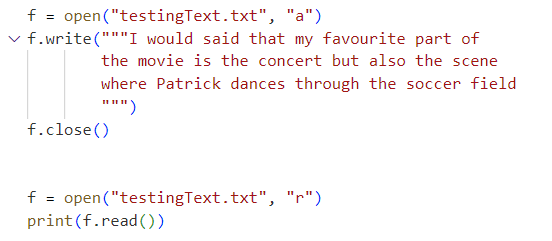 f = open("testingText.txt", "a")
f.write("""I would said that my favourite part of
the movie is the concert but also the scene
where Patrick dances through the soccer field
""")
f.close()
f = open("testingText.txt", "r")
print(f.read())